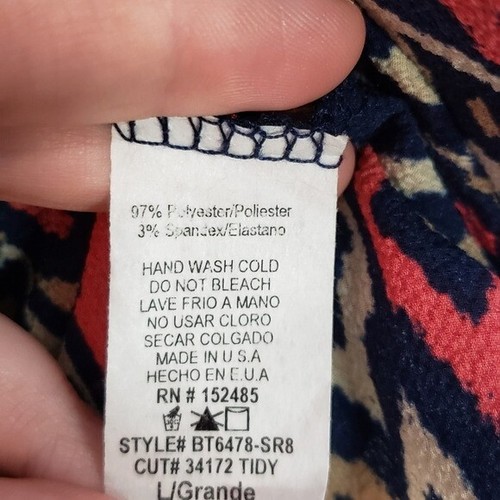 97% Polyester/Poliester
3% Spandex/Elastano
HAND WASH COLD
DO NOT BLEACH
LAVE FRIO A MANO
NO USAR CLORO
SECAR COLGADO
MADE IN U.S.A
HECHO EN E.U.A
RN # 152485
STYLE# BT6478-SR8
CUT# 34172 TIDY
L/Grande